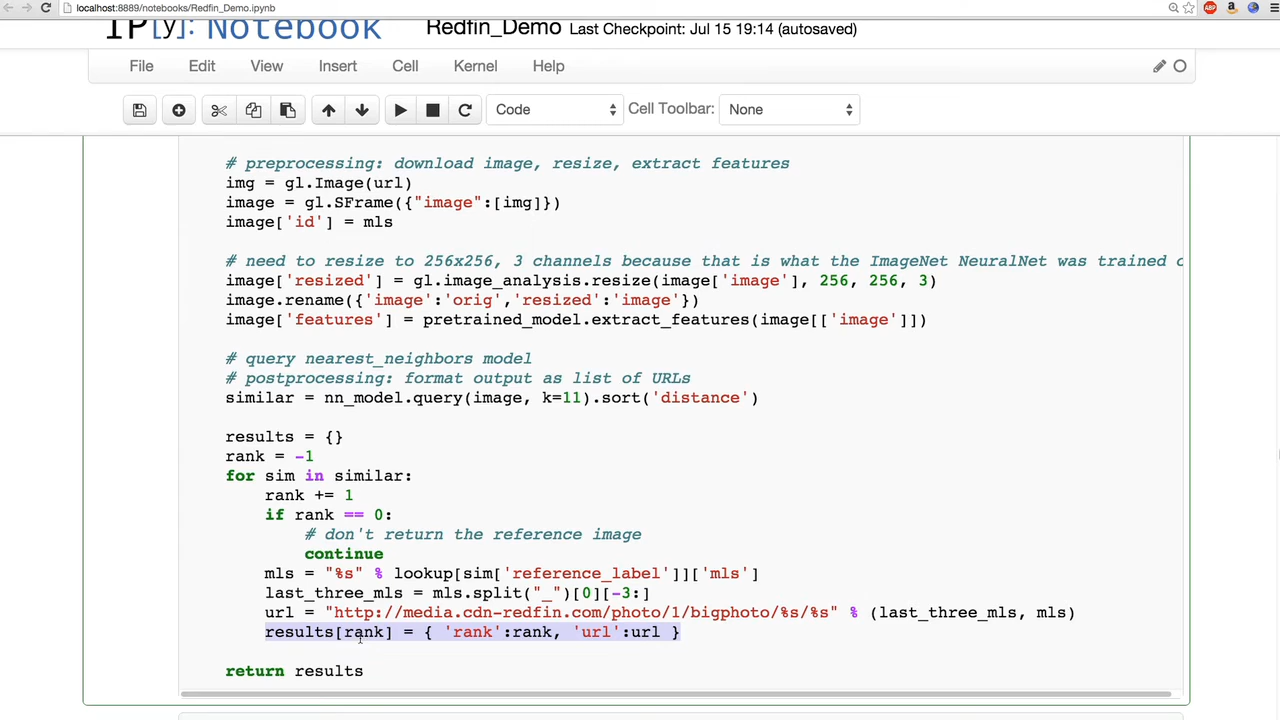 localhost:8889/notebooks/Redfin_Demo.ipynb
IP[y]: Notebook Redfin_Demo Last Checkpoint: Jul 15 19:14 (autosaved)
File Edit View Insert Cell Kernel Help
Code Cell Toolbar: None
# preprocessing: download image, resize, extract features
img = gl.Image(url)
image = gl.SFrame({"image":[img]})
image['id'] = mls
# need to resize to 256x256, 3 channels because that is what the ImageNet NeuralNet was trained
image['resized'] = gl.image_analysis.resize(image['image'], 256, 256, 3)
image.rename({'image':'orig','resized':'image'})
image['features'] = pretrained_model.extract_features(image[['image']])
# query nearest_neighbors model
# postprocessing: format output as list of URLs
similar = nn_model.query(image, k=11).sort('distance')
results = {}
rank = -1
for sim in similar:
rank += 1
if rank == 0:
# don't return the reference image
continue
mls = "%s" % lookup[sim['reference_label']]['mls']
last_three_mls = mls.split("_")[0][-3:]
url = "http://media.cdn-redfin.com/photo/1/bigphoto/%s/%s" % (last_three_mls, mls)
results[rank] = { 'rank':rank, 'url':url }
return results